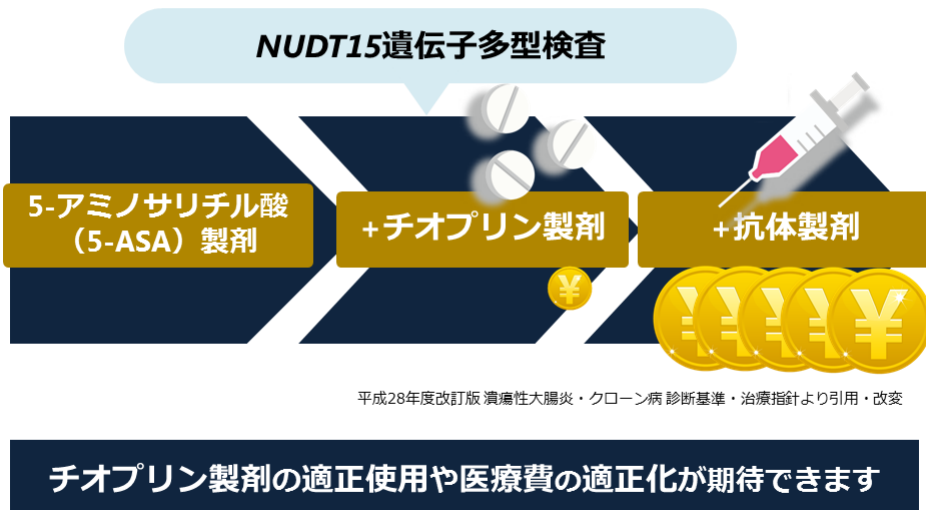 NUDT15遺伝子多型検査
5-アミノサリチル酸
（5-ASA）製剤
+チオプリン製剤
+抗体製剤
¥
¥
¥
¥
¥
¥
平成28年度改訂版 潰瘍性大腸炎・クローン病 診断基準・治療指針より引用・改変
チオプリン製剤の適正使用や医療費の適正化が期待できます